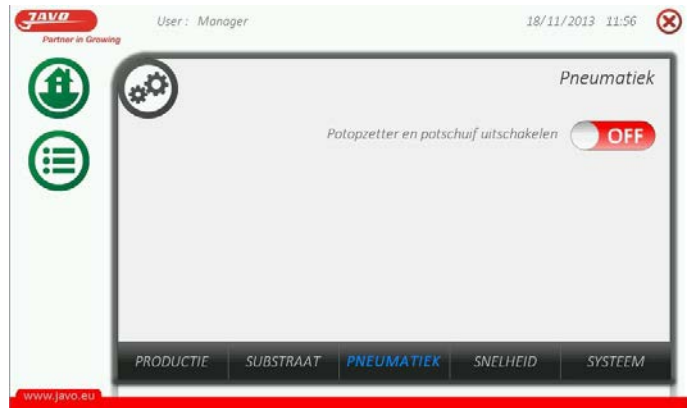 JAVO
Partner in Growing
User: Manager
18/11/2013 11:56
Pneumatiek
Potopzetter en potschuif uitschakelen
OFF
PRODUCTIE SUBSTRAAT PNEUMATIEK SNELHEID SYSTEEM
www.javo.eu